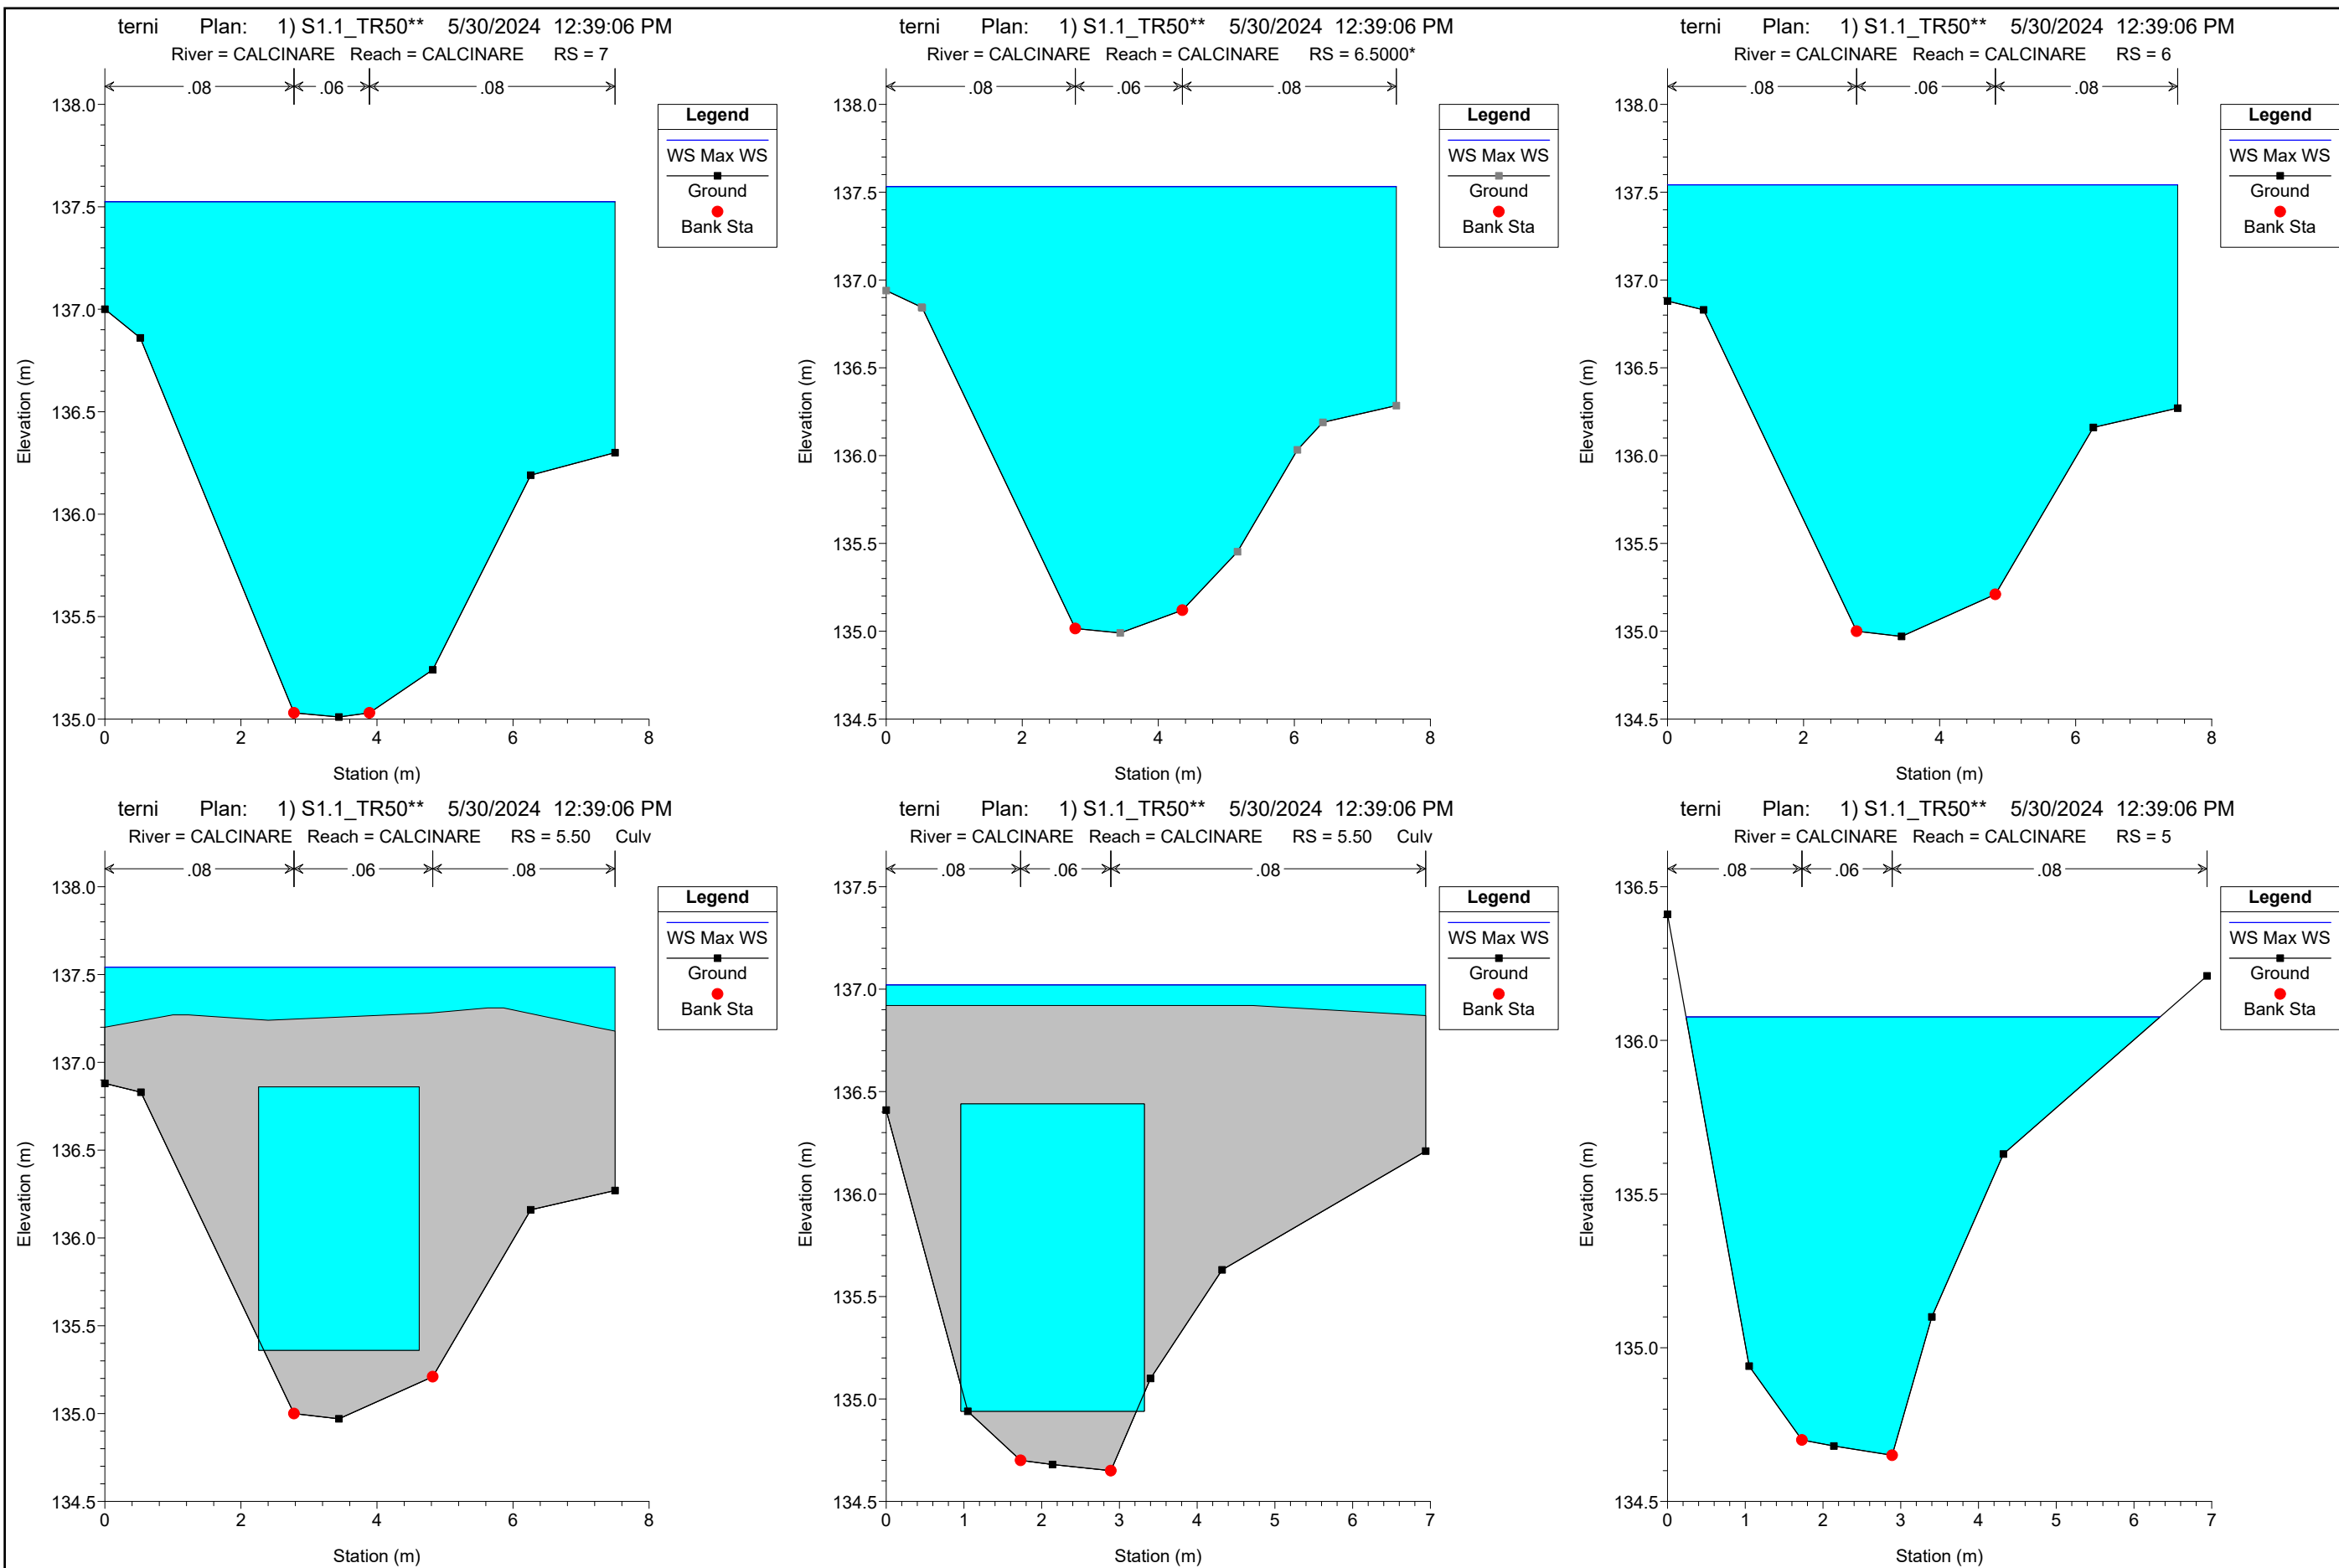 terni Plan: 1) S1.1_TR50** 5/30/2024 12:39:06 PM
River = CALCINARE Reach = CALCINARE RS = 7
.08 .06 .08
138.0
137.5
137.0
136.5
136.0
135.5
135.0
0 2 4 6 8
Station (m)
Elevation (m)
Legend
WS Max WS
Ground
Bank Sta
terni Plan: 1) S1.1_TR50** 5/30/2024 12:39:06 PM
River = CALCINARE Reach = CALCINARE RS = 6.5000*
.08 .06 .08
138.0
137.5
137.0
136.5
136.0
135.5
135.0
134.5
0 2 4 6 8
Station (m)
Elevation (m)
Legend
WS Max WS
Ground
Bank Sta
terni Plan: 1) S1.1_TR50** 5/30/2024 12:39:06 PM
River = CALCINARE Reach = CALCINARE RS = 6
.08 .06 .08
138.0
137.5
137.0
136.5
136.0
135.5
135.0
134.5
0 2 4 6 8
Station (m)
Elevation (m)
Legend
WS Max WS
Ground
Bank Sta
terni Plan: 1) S1.1_TR50** 5/30/2024 12:39:06 PM
River = CALCINARE Reach = CALCINARE RS = 5.50 Culv
.08 .06 .08
138.0
137.5
137.0
136.5
136.0
135.5
135.0
134.5
0 2 4 6 8
Station (m)
Elevation (m)
Legend
WS Max WS
Ground
Bank Sta
terni Plan: 1) S1.1_TR50** 5/30/2024 12:39:06 PM
River = CALCINARE Reach = CALCINARE RS = 5.50 Culv
.08 .06 .08
137.5
137.0
136.5
136.0
135.5
135.0
134.5
0 1 2 3 4 5 6 7
Station (m)
Elevation (m)
Legend
WS Max WS
Ground
Bank Sta
terni Plan: 1) S1.1_TR50** 5/30/2024 12:39:06 PM
River = CALCINARE Reach = CALCINARE RS = 5
.08 .06 .08
136.5
136.0
135.5
135.0
134.5
0 1 2 3 4 5 6 7
Station (m)
Elevation (m)
Legend
WS Max WS
Ground
Bank Sta